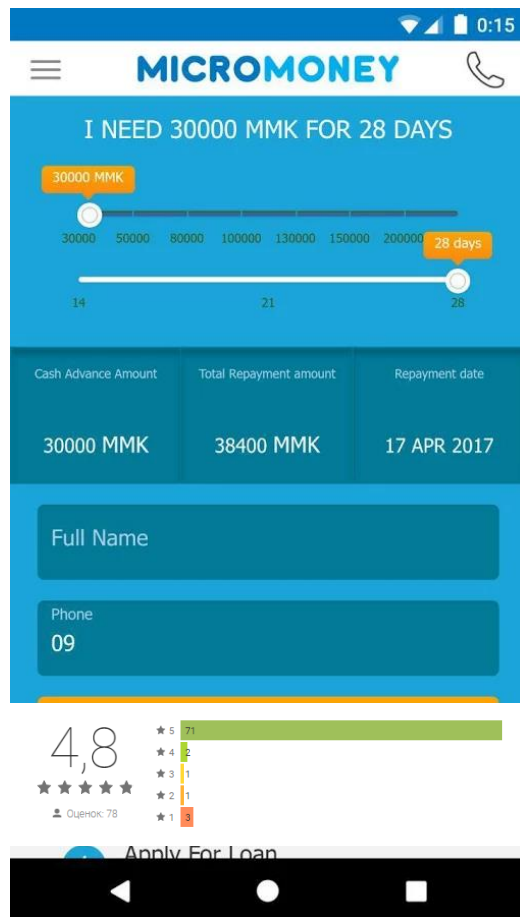 0:15
MICROMONEY
I NEED 30000 MMK FOR 28 DAYS
30000 MMK
30000 50000 80000 100000 130000 150000 200000
28 days
14 21 28
Cash Advance Amount Total Repayment amount Repayment date
30000 MMK 38400 MMK 17 APR 2017
Full Name
Phone
09
4,8
Оценок: 78
5 71
4 2
3 1
2 1
1 3
Apply For Loan